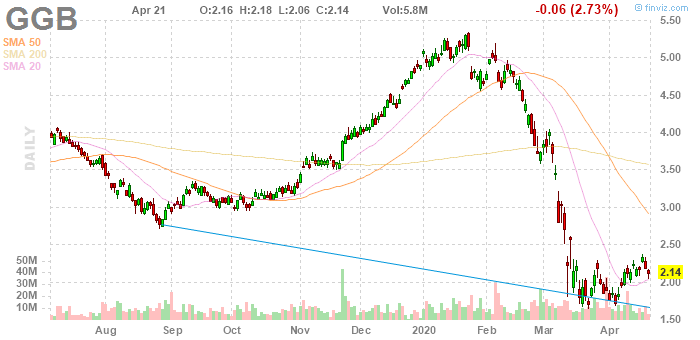 GGB Apr 21 O:2.16 H:2.18 L:2.06 C:2.14 Vol:5.8M -0.06 (2.73%) © finviz.com
SMA 50
SMA 200
SMA 20
DAILY
5.50
5.00
4.50
4.00
3.50
3.00
2.50
2.14
2.00
1.50
50M
40M
30M
20M
10M
Aug Sep Oct Nov Dec 2020 Feb Mar Apr